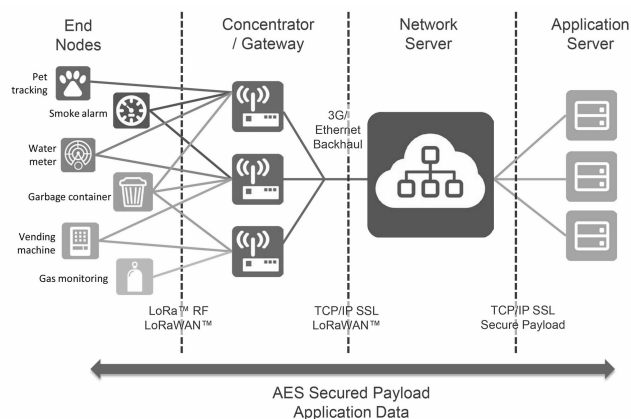 End
Nodes
Concentrator
/ Gateway
Network
Server
Application
Server
Pet
tracking
Smoke alarm
Water
meter
Garbage container
Vending
machine
Gas monitoring
3G/
Ethernet
Backhaul
LoRa™ RF
LoRaWAN™
TCP/IP SSL
LoRaWAN™
TCP/IP SSL
Secure Payload
AES Secured Payload
Application Data